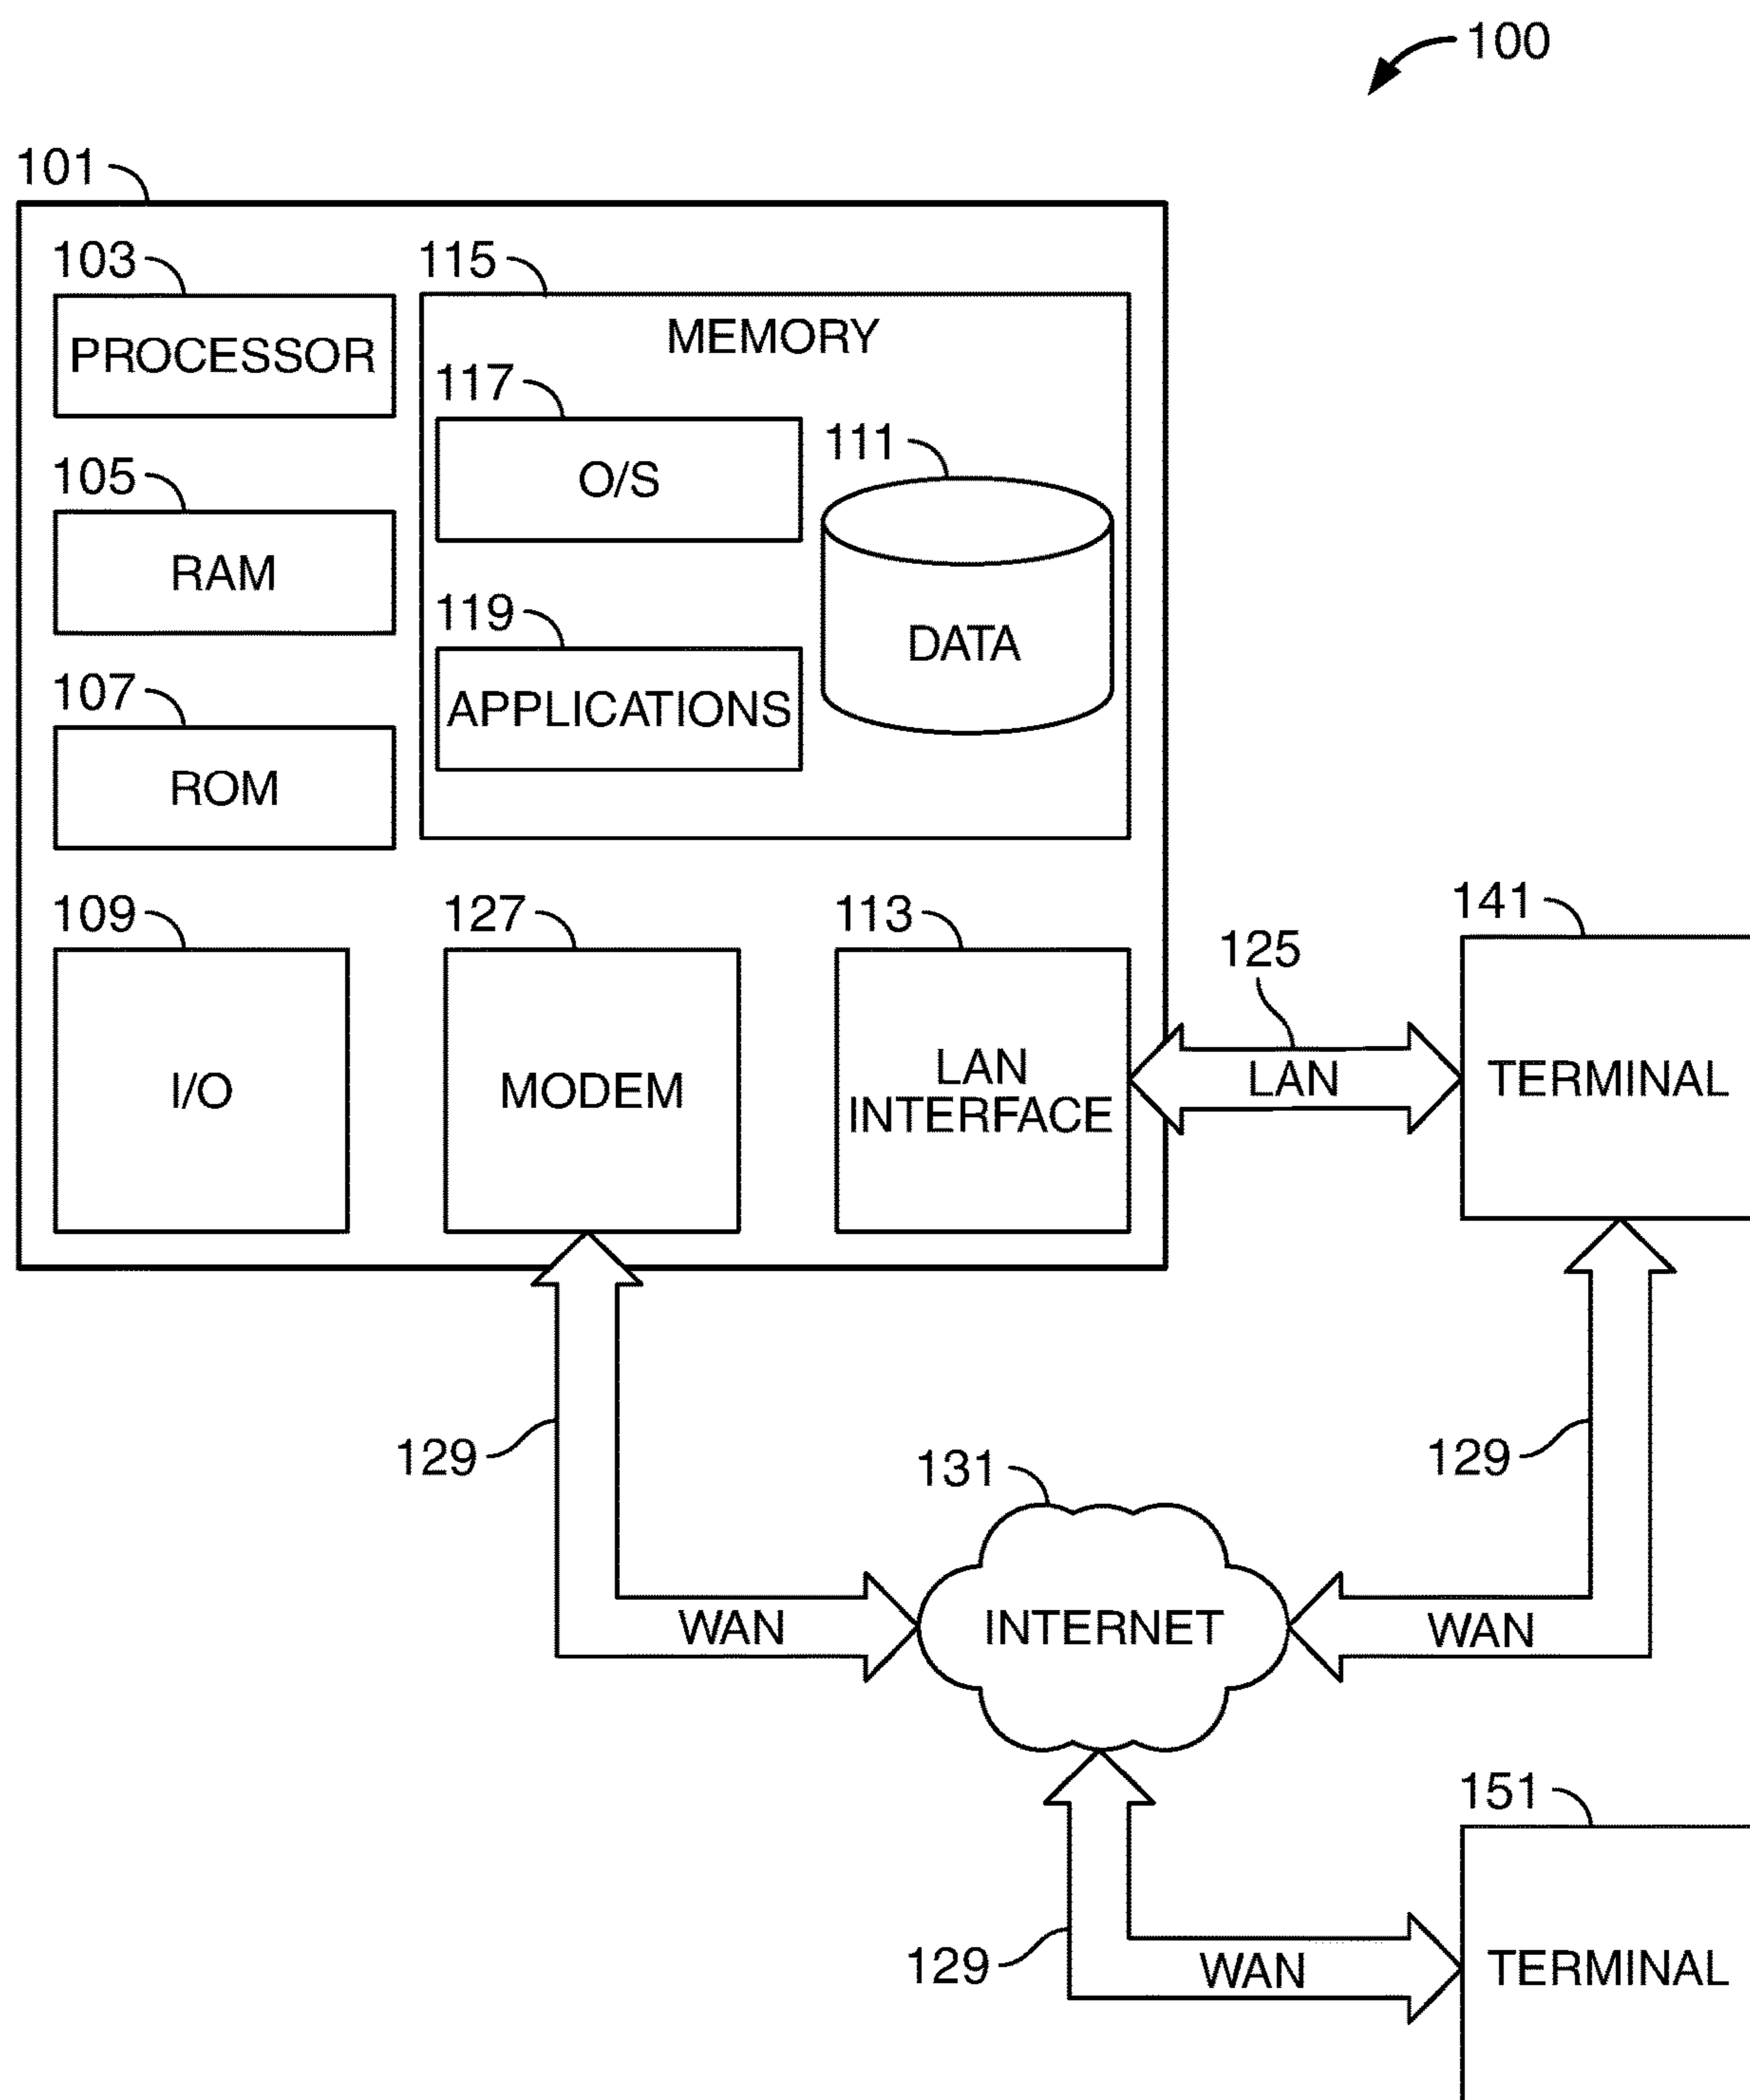 100
101
103
PROCESSOR
105
RAM
107
ROM
115
MEMORY
117
O/S
111
DATA
119
APPLICATIONS
109
I/O
127
MODEM
113
LAN
INTERFACE
125
LAN
141
TERMINAL
129
WAN
131
INTERNET
129
WAN
129
WAN
151
TERMINAL